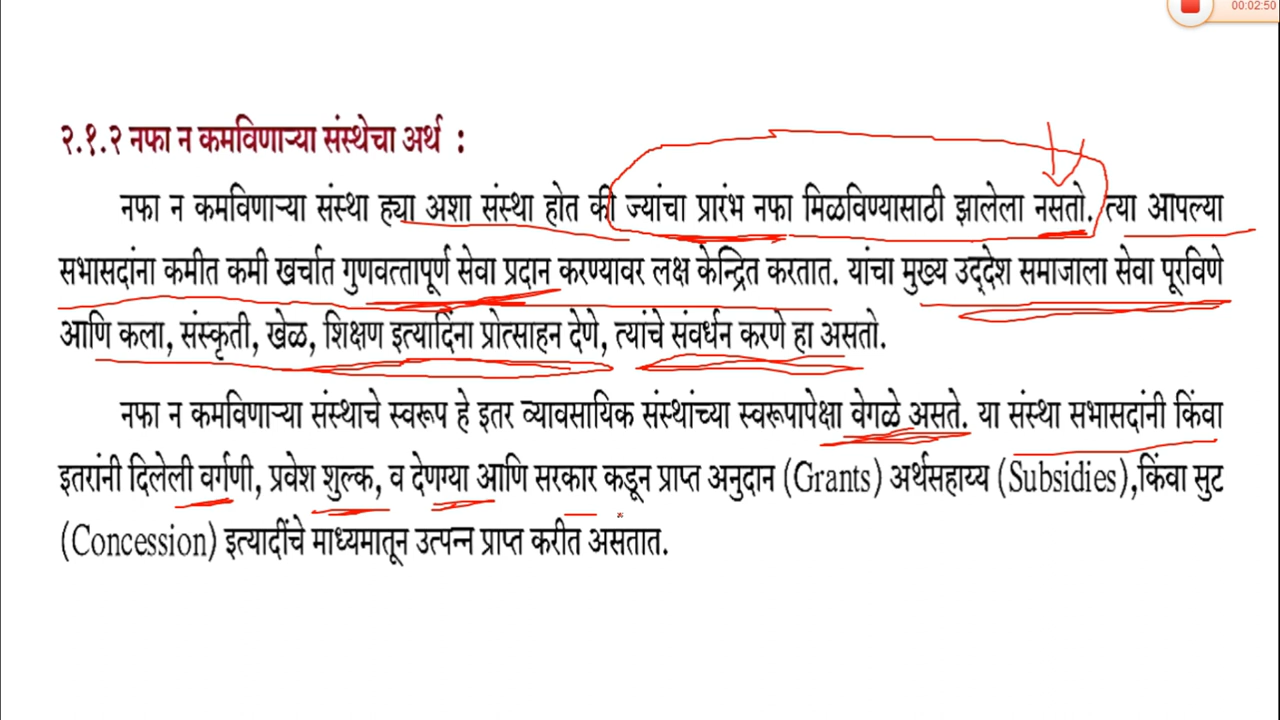 00:02:50
२.१.२ नफा न कमविणाऱ्या संस्थेचा अर्थ :
नफा न कमविणाऱ्या संस्था ह्या अशा संस्था होत की ज्यांचा प्रारंभ नफा मिळविण्यासाठी झालेला नसतो. त्या आपल्या
सभासदांना कमीत कमी खर्चात गुणवत्तापूर्ण सेवा प्रदान करण्यावर लक्ष केन्द्रित करतात. यांचा मुख्य उद्देश समाजाला सेवा पूरविणे
आणि कला, संस्कृती, खेळ, शिक्षण इत्यादिंना प्रोत्साहन देणे, त्यांचे संवर्धन करणे हा असतो.
नफा न कमविणाऱ्या संस्थाचे स्वरूप हे इतर व्यावसायिक संस्थांच्या स्वरूपापेक्षा वेगळे असते. या संस्था सभासदांनी किंवा
इतरांनी दिलेली वर्गणी, प्रवेश शुल्क, व देणग्या आणि सरकार कडून प्राप्त अनुदान (Grants) अर्थसहाय्य (Subsidies),किंवा सुट
(Concession) इत्यादींचे माध्यमातून उत्पन्न प्राप्त करीत असतात.